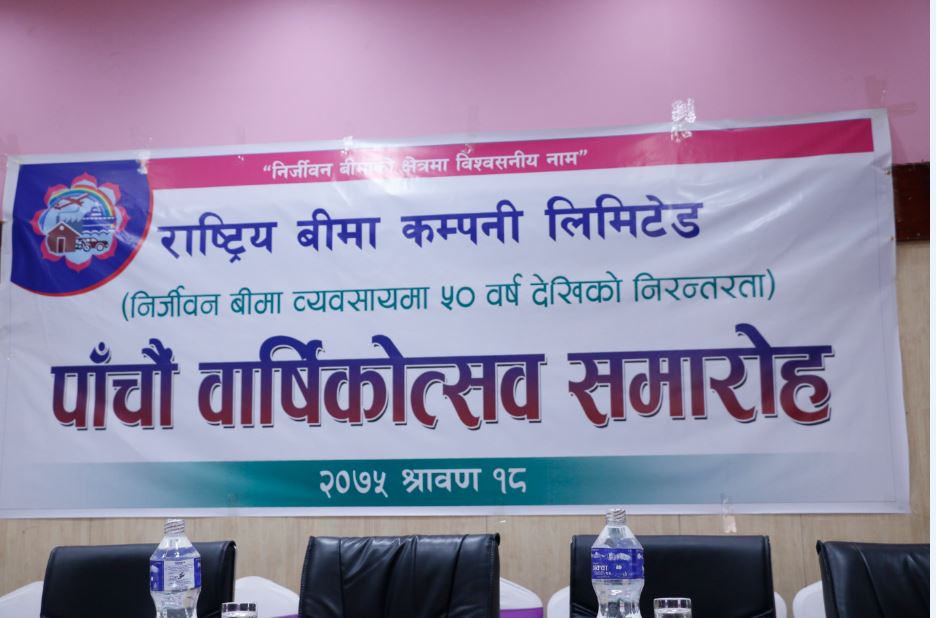 “निर्जीवन बीमाको क्षेत्रमा विश्वसनीय नाम”
राष्ट्रिय बीमा कम्पनी लिमिटेड
(निर्जीवन बीमा व्यवसायमा ५० वर्ष देखिको निरन्तरता)
पाँचौं वार्षिकोत्सव समारोह
२०७५ श्रावण १८